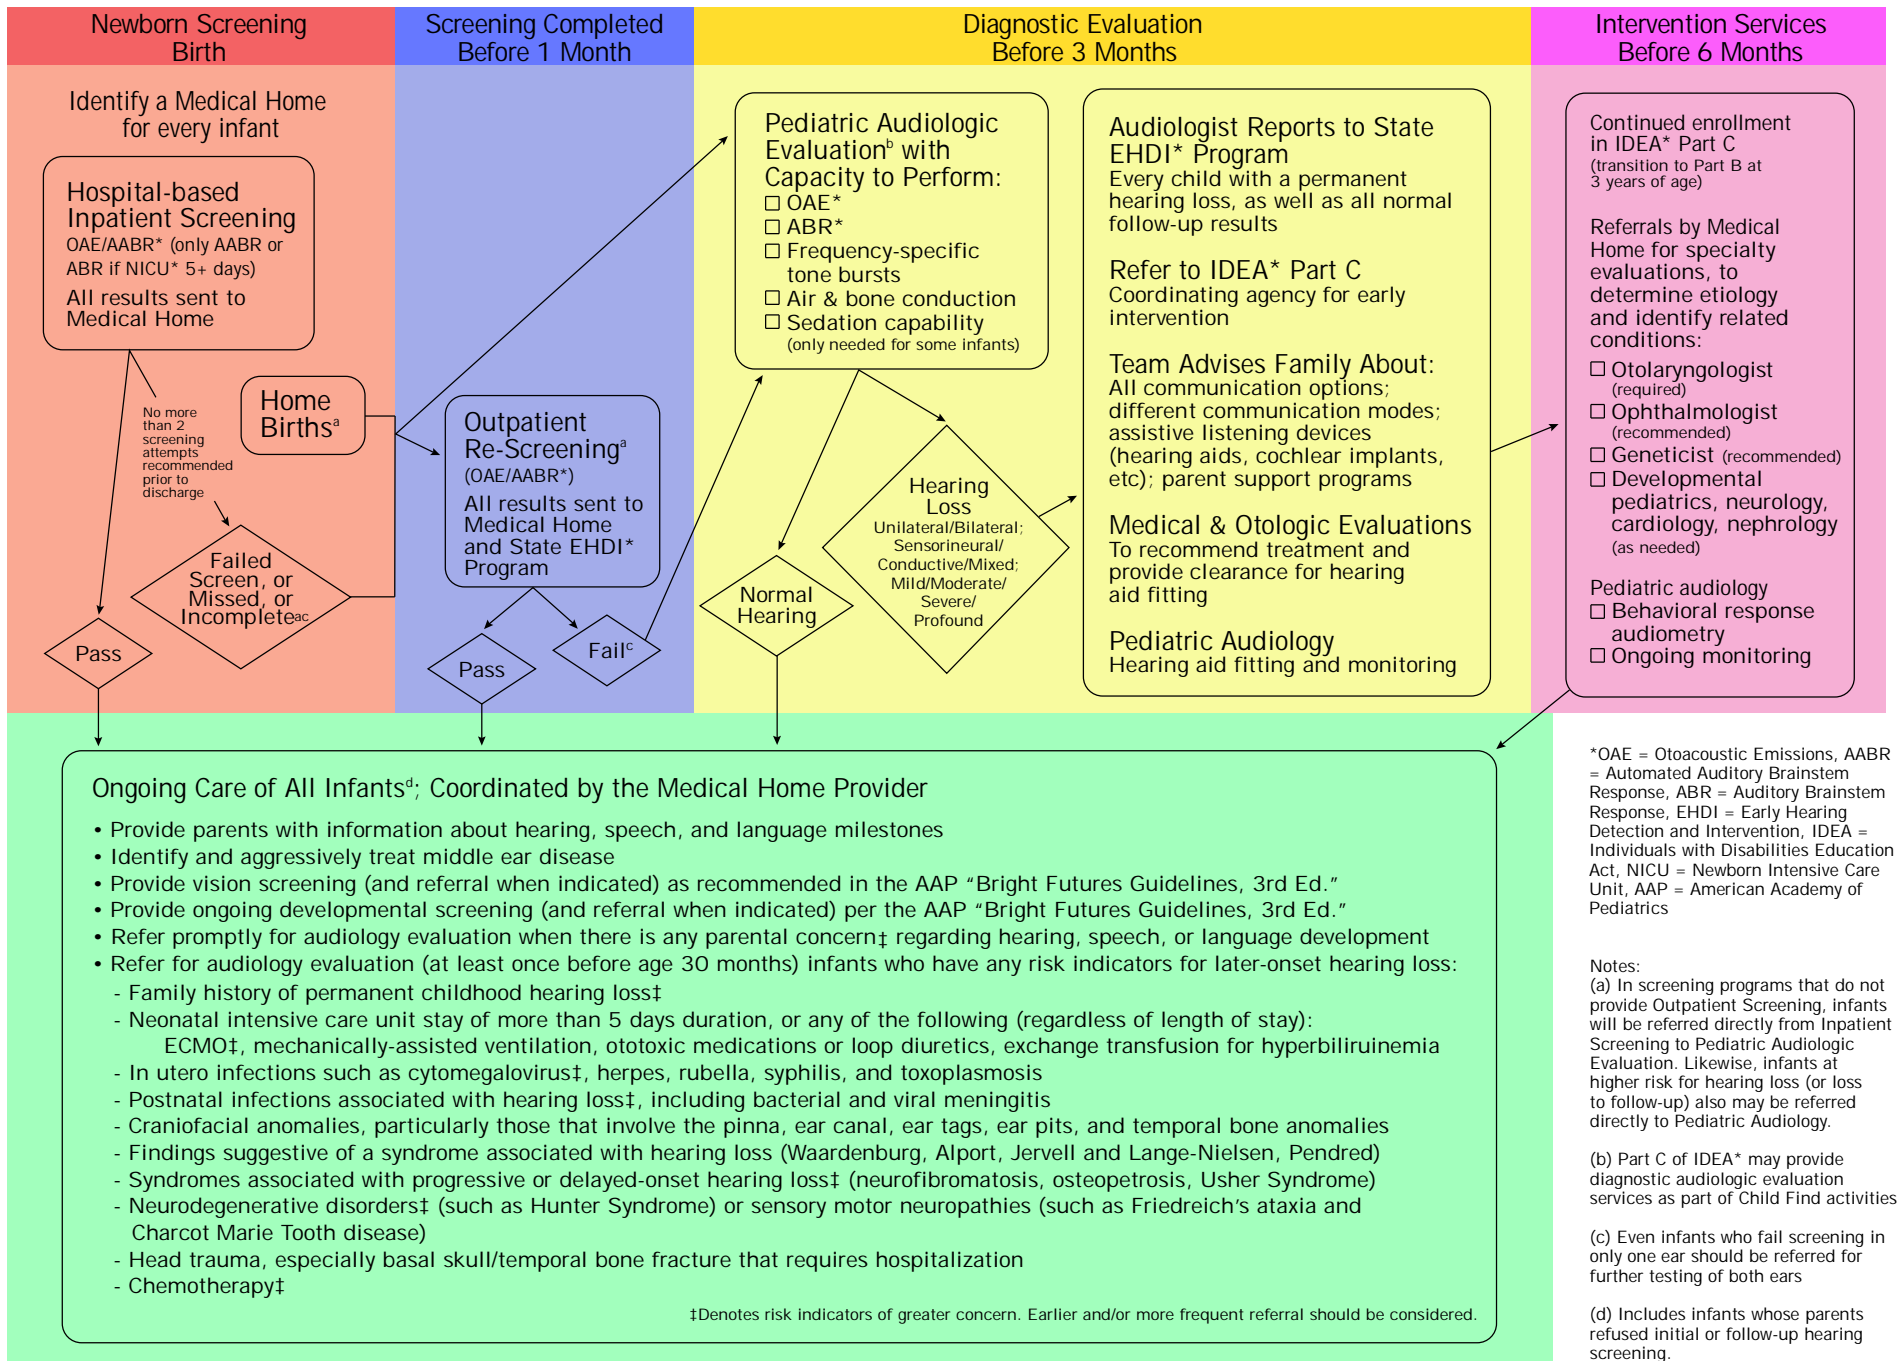 Newborn Screening
Birth
Screening Completed
Before 1 Month
Diagnostic Evaluation
Before 3 Months
Intervention Services
Before 6 Months
Identify a Medical Home
for every infant
Hospital-based
Inpatient Screening
OAE/AABR* (only AABR or
ABR if NICU* 5+ days)
All results sent to
Medical Home
No more
than 2
screening
attempts
recommended
prior to
discharge
Home
Birthsᵃ
Failed
Screen, or
Missed, or
Incompleteᵃᶜ
Pass
Outpatient
Re-Screeningᵃ
(OAE/AABR*)
All results sent to
Medical Home
and State EHDI*
Program
Pass
Failᶜ
Pediatric Audiologic
Evaluationᵇ with
Capacity to Perform:
☐ OAE*
☐ ABR*
☐ Frequency-specific
tone bursts
☐ Air & bone conduction
☐ Sedation capability
(only needed for some infants)
Normal
Hearing
Hearing
Loss
Unilateral/Bilateral;
Sensorineural/
Conductive/Mixed;
Mild/Moderate/
Severe/
Profound
Audiologist Reports to State
EHDI* Program
Every child with a permanent
hearing loss, as well as all normal
follow-up results
Refer to IDEA* Part C
Coordinating agency for early
intervention
Team Advises Family About:
All communication options;
different communication modes;
assistive listening devices
(hearing aids, cochlear implants,
etc); parent support programs
Medical & Otologic Evaluations
To recommend treatment and
provide clearance for hearing
aid fitting
Pediatric Audiology
Hearing aid fitting and monitoring
Continued enrollment
in IDEA* Part C
(transition to Part B at
3 years of age)
Referrals by Medical
Home for specialty
evaluations, to
determine etiology
and identify related
conditions:
☐ Otolaryngologist
(required)
☐ Ophthalmologist
(recommended)
☐ Geneticist (recommended)
☐ Developmental
pediatrics, neurology,
cardiology, nephrology
(as needed)
Pediatric audiology
☐ Behavioral response
audiometry
☐ Ongoing monitoring
Ongoing Care of All Infantsᵈ; Coordinated by the Medical Home Provider
• Provide parents with information about hearing, speech, and language milestones
• Identify and aggressively treat middle ear disease
• Provide vision screening (and referral when indicated) as recommended in the AAP “Bright Futures Guidelines, 3rd Ed.”
• Provide ongoing developmental screening (and referral when indicated) per the AAP “Bright Futures Guidelines, 3rd Ed.”
• Refer promptly for audiology evaluation when there is any parental concern‡ regarding hearing, speech, or language development
• Refer for audiology evaluation (at least once before age 30 months) infants who have any risk indicators for later-onset hearing loss:
- Family history of permanent childhood hearing loss‡
- Neonatal intensive care unit stay of more than 5 days duration, or any of the following (regardless of length of stay):
ECMO‡, mechanically-assisted ventilation, ototoxic medications or loop diuretics, exchange transfusion for hyperbiliruinemia
- In utero infections such as cytomegalovirus‡, herpes, rubella, syphilis, and toxoplasmosis
- Postnatal infections associated with hearing loss‡, including bacterial and viral meningitis
- Craniofacial anomalies, particularly those that involve the pinna, ear canal, ear tags, ear pits, and temporal bone anomalies
- Findings suggestive of a syndrome associated with hearing loss (Waardenburg, Alport, Jervell and Lange-Nielsen, Pendred)
- Syndromes associated with progressive or delayed-onset hearing loss‡ (neurofibromatosis, osteopetrosis, Usher Syndrome)
- Neurodegenerative disorders‡ (such as Hunter Syndrome) or sensory motor neuropathies (such as Friedreich’s ataxia and
Charcot Marie Tooth disease)
- Head trauma, especially basal skull/temporal bone fracture that requires hospitalization
- Chemotherapy‡
‡Denotes risk indicators of greater concern. Earlier and/or more frequent referral should be considered.
*OAE = Otoacoustic Emissions, AABR
= Automated Auditory Brainstem
Response, ABR = Auditory Brainstem
Response, EHDI = Early Hearing
Detection and Intervention, IDEA =
Individuals with Disabilities Education
Act, NICU = Newborn Intensive Care
Unit, AAP = American Academy of
Pediatrics
Notes:
(a) In screening programs that do not
provide Outpatient Screening, infants
will be referred directly from Inpatient
Screening to Pediatric Audiologic
Evaluation. Likewise, infants at
higher risk for hearing loss (or loss
to follow-up) also may be referred
directly to Pediatric Audiology.
(b) Part C of IDEA* may provide
diagnostic audiologic evaluation
services as part of Child Find activities
(c) Even infants who fail screening in
only one ear should be referred for
further testing of both ears
(d) Includes infants whose parents
refused initial or follow-up hearing
screening.